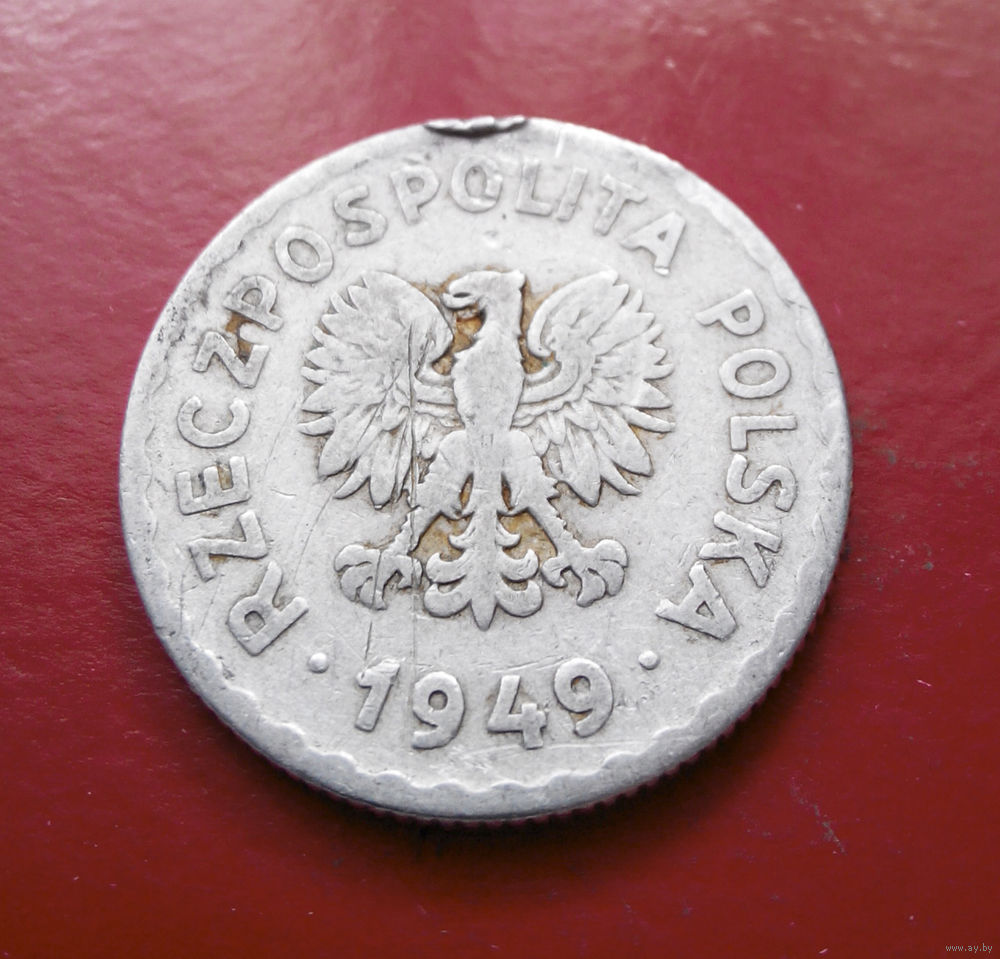 RZECZPOSPOLITA POLSKA
· 1949 ·
www.ay.by